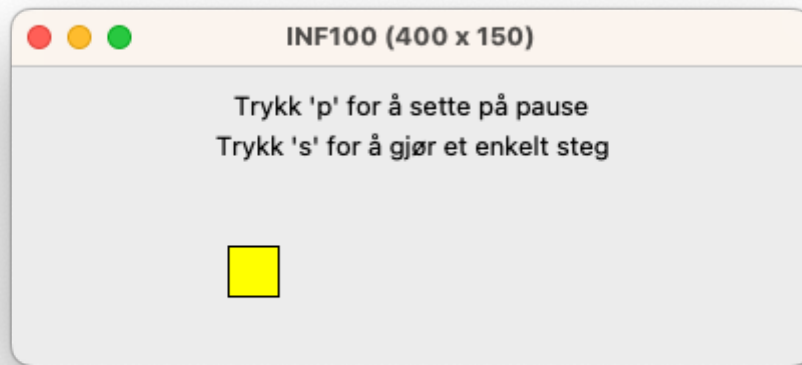 INF100 (400 x 150)
Trykk 'p' for å sette på pause
Trykk 's' for å gjør et enkelt steg